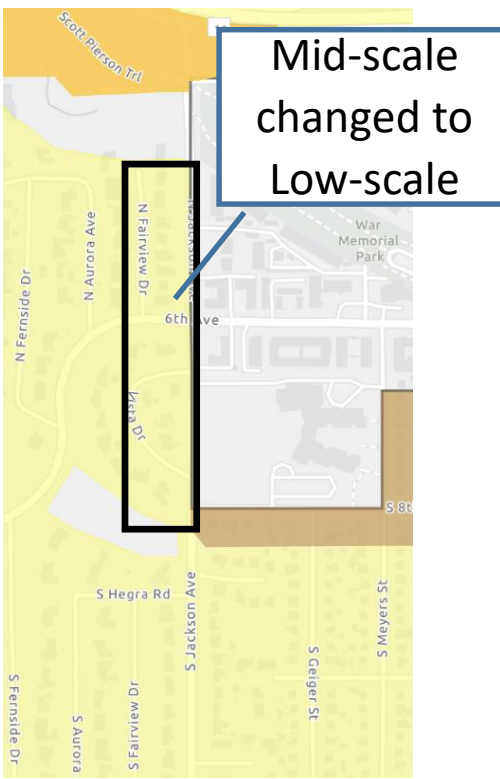 Scott Pierson Trl
Mid-scale
changed to
Low-scale
N Fernside Dr
N Aurora Ave
N Fairview Dr
War
Memorial
Park
6th Ave
Vista Dr
S 8t
S Hegra Rd
S Jackson Ave
S Geiger St
S Meyers St
S Fernside Dr
S Aurora
S Fairview Dr